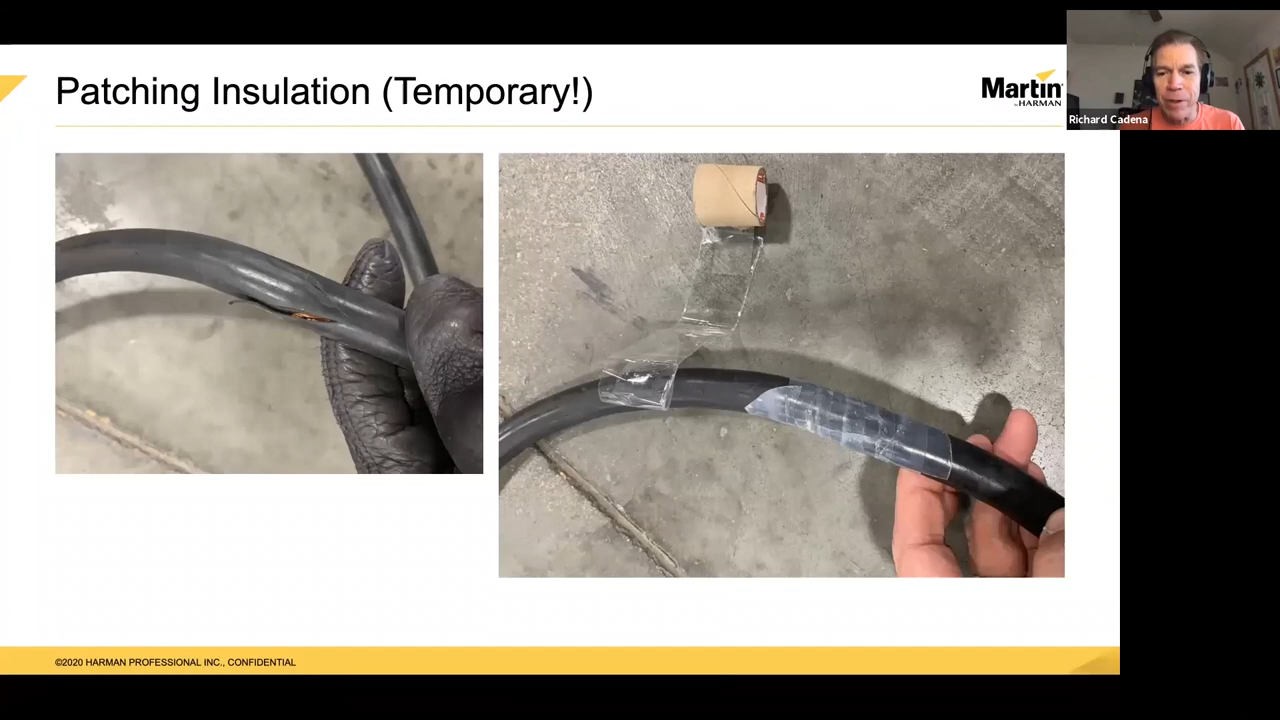 Patching Insulation (Temporary!)
Martin
by HARMAN
Richard Cadena
©2020 HARMAN PROFESSIONAL INC., CONFIDENTIAL